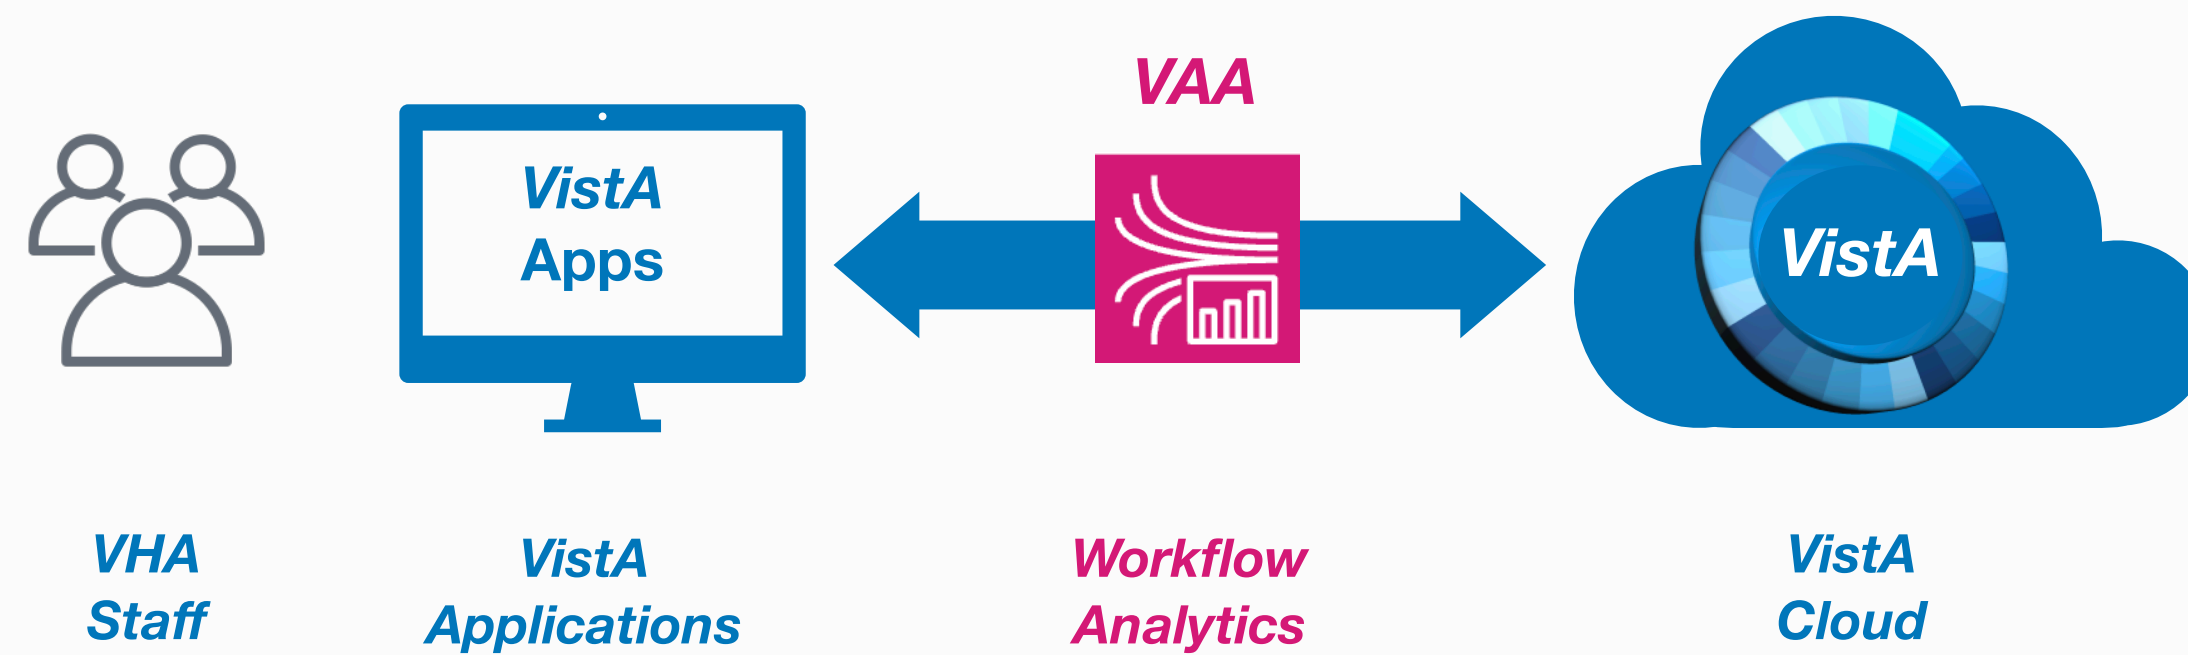 VAA
VistA
Apps
VistA
VHA
Staff
VistA
Applications
Workflow
Analytics
VistA
Cloud